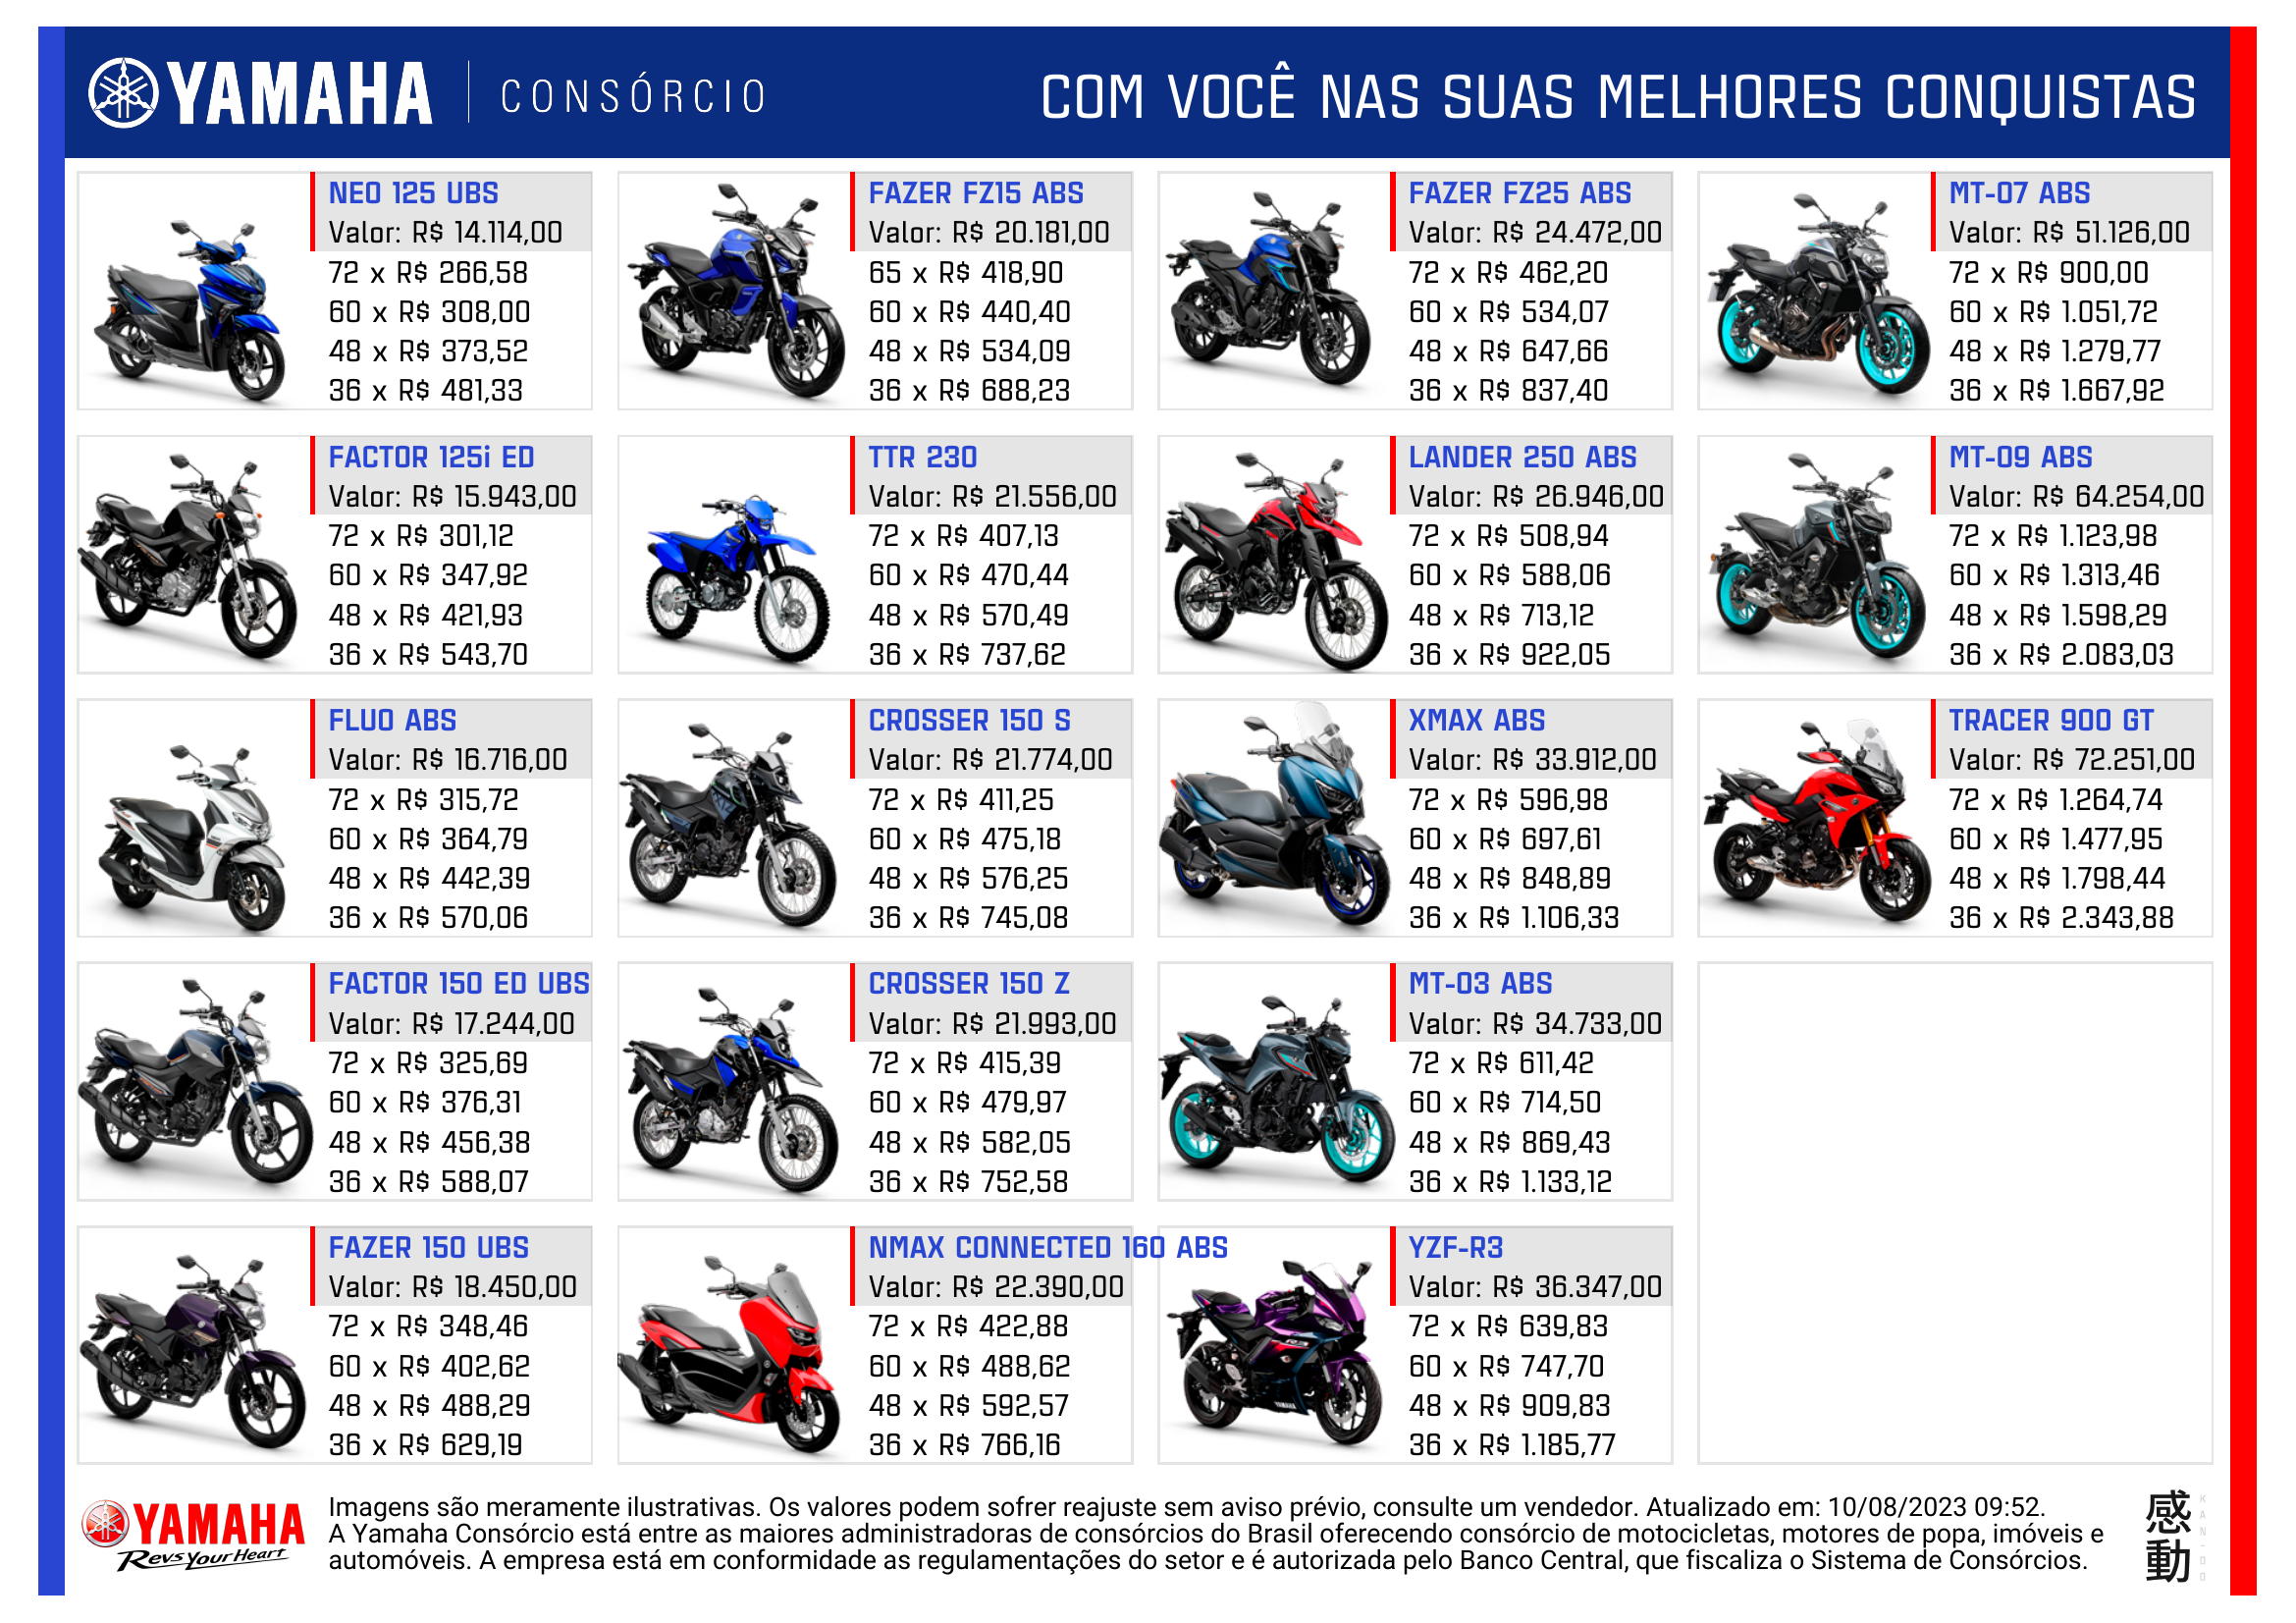 YAMAHA CONSÓRCIO
COM VOCÊ NAS SUAS MELHORES CONQUISTAS
NEO 125 UBS
Valor: R$ 14.114,00
72 x R$ 266,58
60 x R$ 308,00
48 x R$ 373,52
36 x R$ 481,33
FAZER FZ15 ABS
Valor: R$ 20.181,00
65 x R$ 418,90
60 x R$ 440,40
48 x R$ 534,09
36 x R$ 688,23
FAZER FZ25 ABS
Valor: R$ 24.472,00
72 x R$ 462,20
60 x R$ 534,07
48 x R$ 647,66
36 x R$ 837,40
MT-07 ABS
Valor: R$ 51.126,00
72 x R$ 900,00
60 x R$ 1.051,72
48 x R$ 1.279,77
36 x R$ 1.667,92
FACTOR 125i ED
Valor: R$ 15.943,00
72 x R$ 301,12
60 x R$ 347,92
48 x R$ 421,93
36 x R$ 543,70
TTR 230
Valor: R$ 21.556,00
72 x R$ 407,13
60 x R$ 470,44
48 x R$ 570,49
36 x R$ 737,62
LANDER 250 ABS
Valor: R$ 26.946,00
72 x R$ 508,94
60 x R$ 588,06
48 x R$ 713,12
36 x R$ 922,05
MT-09 ABS
Valor: R$ 64.254,00
72 x R$ 1.123,98
60 x R$ 1.313,46
48 x R$ 1.598,29
36 x R$ 2.083,03
FLUO ABS
Valor: R$ 16.716,00
72 x R$ 315,72
60 x R$ 364,79
48 x R$ 442,39
36 x R$ 570,06
CROSSER 150 S
Valor: R$ 21.774,00
72 x R$ 411,25
60 x R$ 475,18
48 x R$ 576,25
36 x R$ 745,08
XMAX ABS
Valor: R$ 33.912,00
72 x R$ 596,98
60 x R$ 697,61
48 x R$ 848,89
36 x R$ 1.106,33
TRACER 900 GT
Valor: R$ 72.251,00
72 x R$ 1.264,74
60 x R$ 1.477,95
48 x R$ 1.798,44
36 x R$ 2.343,88
FACTOR 150 ED UBS
Valor: R$ 17.244,00
72 x R$ 325,69
60 x R$ 376,31
48 x R$ 456,38
36 x R$ 588,07
CROSSER 150 Z
Valor: R$ 21.993,00
72 x R$ 415,39
60 x R$ 479,97
48 x R$ 582,05
36 x R$ 752,58
MT-03 ABS
Valor: R$ 34.733,00
72 x R$ 611,42
60 x R$ 714,50
48 x R$ 869,43
36 x R$ 1.133,12
FAZER 150 UBS
Valor: R$ 18.450,00
72 x R$ 348,46
60 x R$ 402,62
48 x R$ 488,29
36 x R$ 629,19
NMAX CONNECTED 160 ABS
Valor: R$ 22.390,00
72 x R$ 422,88
60 x R$ 488,62
48 x R$ 592,57
36 x R$ 766,16
YZF-R3
Valor: R$ 36.347,00
72 x R$ 639,83
60 x R$ 747,70
48 x R$ 909,83
36 x R$ 1.185,77
YAMAHA
Revs Your Heart
Imagens são meramente ilustrativas. Os valores podem sofrer reajuste sem aviso prévio, consulte um vendedor. Atualizado em: 10/08/2023 09:52.
A Yamaha Consórcio está entre as maiores administradoras de consórcios do Brasil oferecendo consórcio de motocicletas, motores de popa, imóveis e
automóveis. A empresa está em conformidade as regulamentações do setor e é autorizada pelo Banco Central, que fiscaliza o Sistema de Consórcios.
感動
KAN-DO